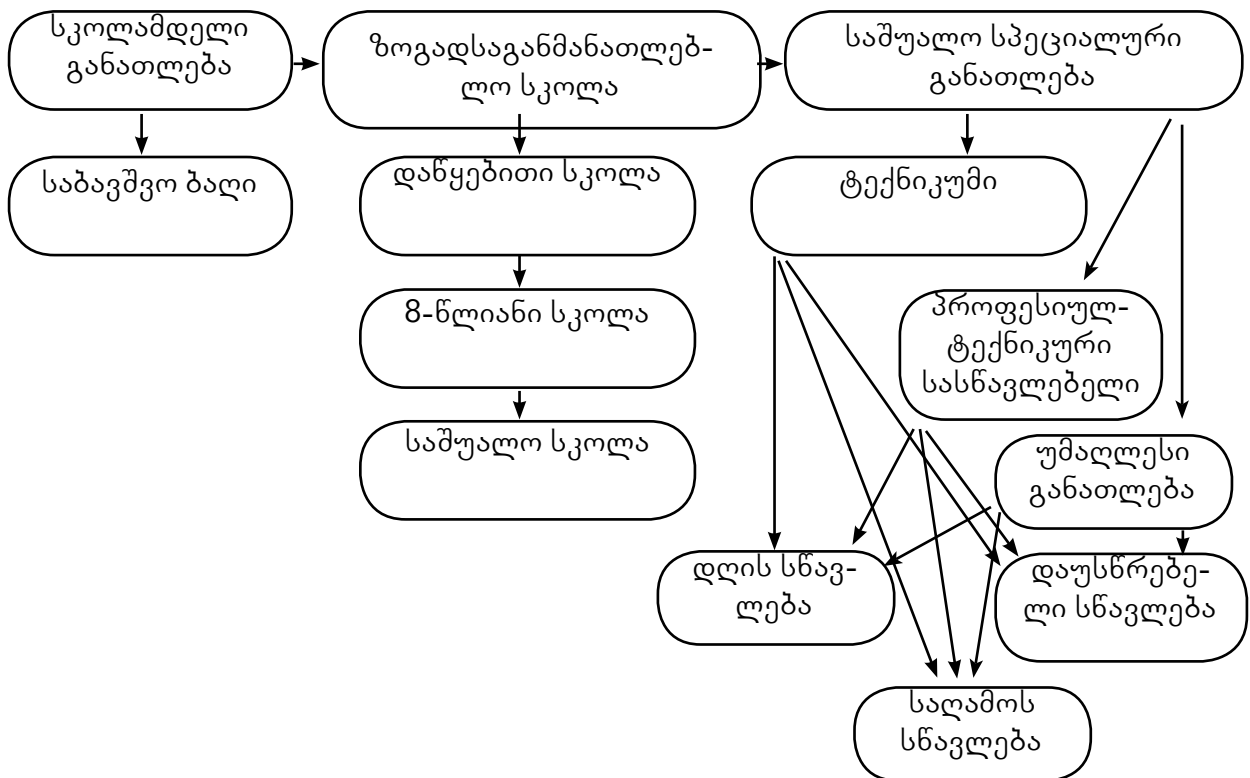 სკოლამდელი
განათლება
ზოგადსაგანმანათლებ-
ლო სკოლა
საშუალო სპეციალური
განათლება
საბავშვო ბაღი
დაწყებითი სკოლა
ტექნიკუმი
8-წლიანი სკოლა
პროფესიულ-
ტექნიკური
სასწავლებელი
საშუალო სკოლა
უმაღლესი
განათლება
დღის სწავ-
ლება
დაუსწრებე-
ლი სწავლება
საღამოს
სწავლება